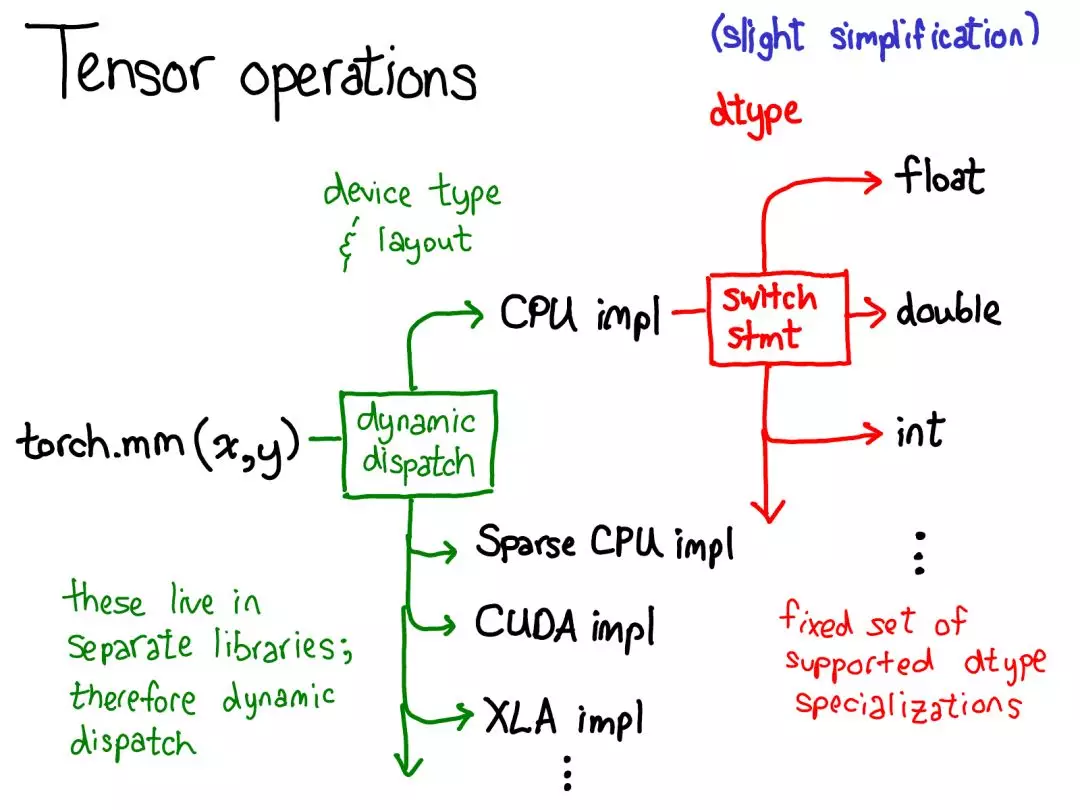 Tensor operations
(slight simplification)
dtype
device type
& layout
float
CPU impl
switch
stmt
double
torch.mm(x,y)
dynamic
dispatch
int
Sparse CPU impl
CUDA impl
XLA impl
⋮
these live in
separate libraries;
therefore dynamic
dispatch
⋮
fixed set of
supported dtype
specializations